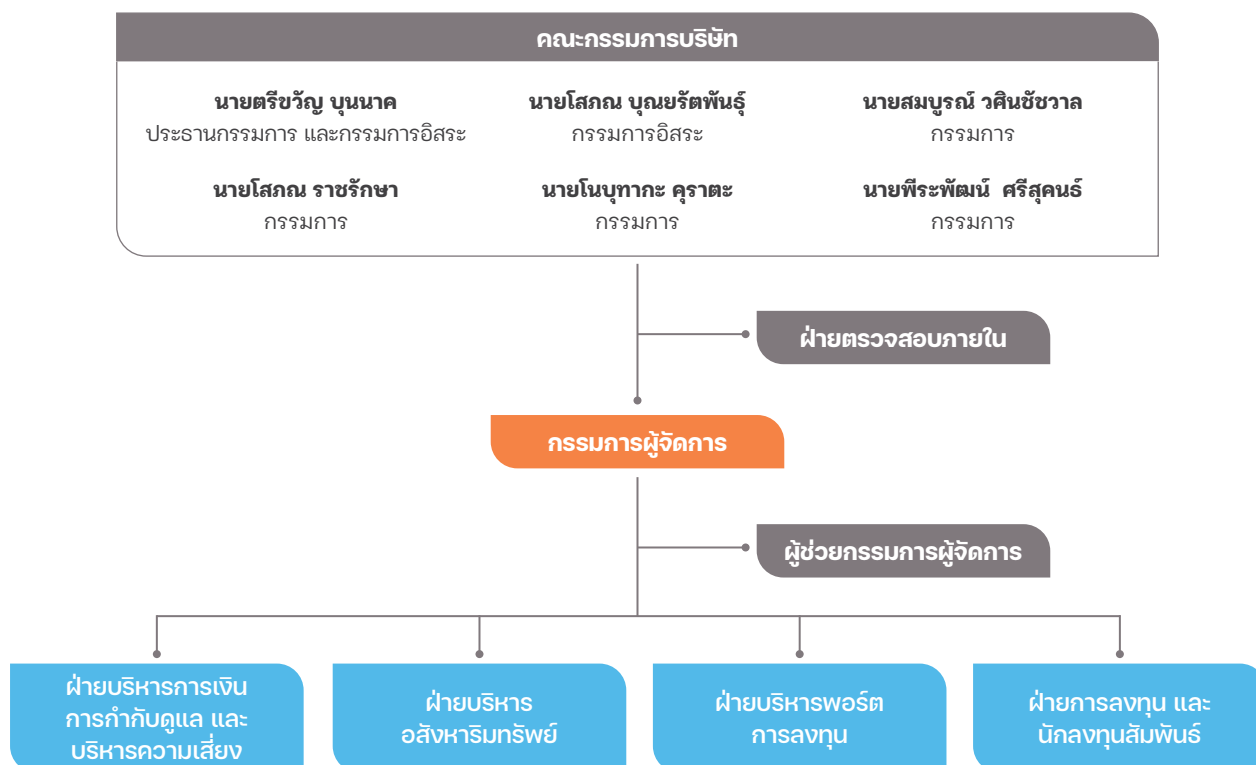 คณะกรรมการบริษัท
นายตรีขวัญ บุนนาค
ประธานกรรมการ และกรรมการอิสระ
นายโสภณ บุณยรัตพันธุ์
กรรมการอิสระ
นายสมบูรณ์ วศินชัชวาล
กรรมการ
นายโสภณ ราชรักษา
กรรมการ
นายโนบุทากะ คุราตะ
กรรมการ
นายพีระพัฒน์ ศรีสุคนธ์
กรรมการ
ฝ่ายตรวจสอบภายใน
กรรมการผู้จัดการ
ผู้ช่วยกรรมการผู้จัดการ
ฝ่ายบริหารการเงิน
การกำกับดูแล และ
บริหารความเสี่ยง
ฝ่ายบริหาร
อสังหาริมทรัพย์
ฝ่ายบริหารพอร์ต
การลงทุน
ฝ่ายการลงทุน และ
นักลงทุนสัมพันธ์